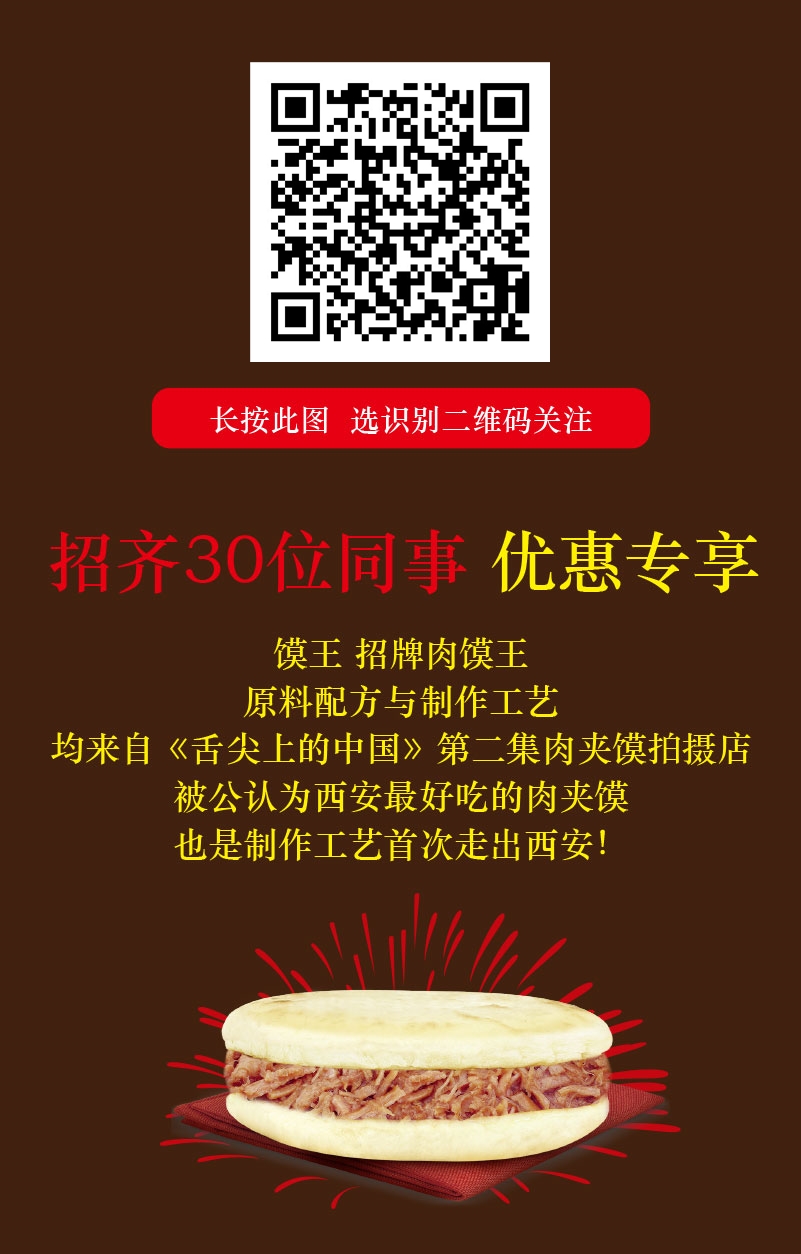 长按此图 选识别二维码关注
招齐30位同事 优惠专享
馍王 招牌肉馍王
原料配方与制作工艺
均来自《舌尖上的中国》第二集肉夹馍拍摄店
被公认为西安最好吃的肉夹馍
也是制作工艺首次走出西安！